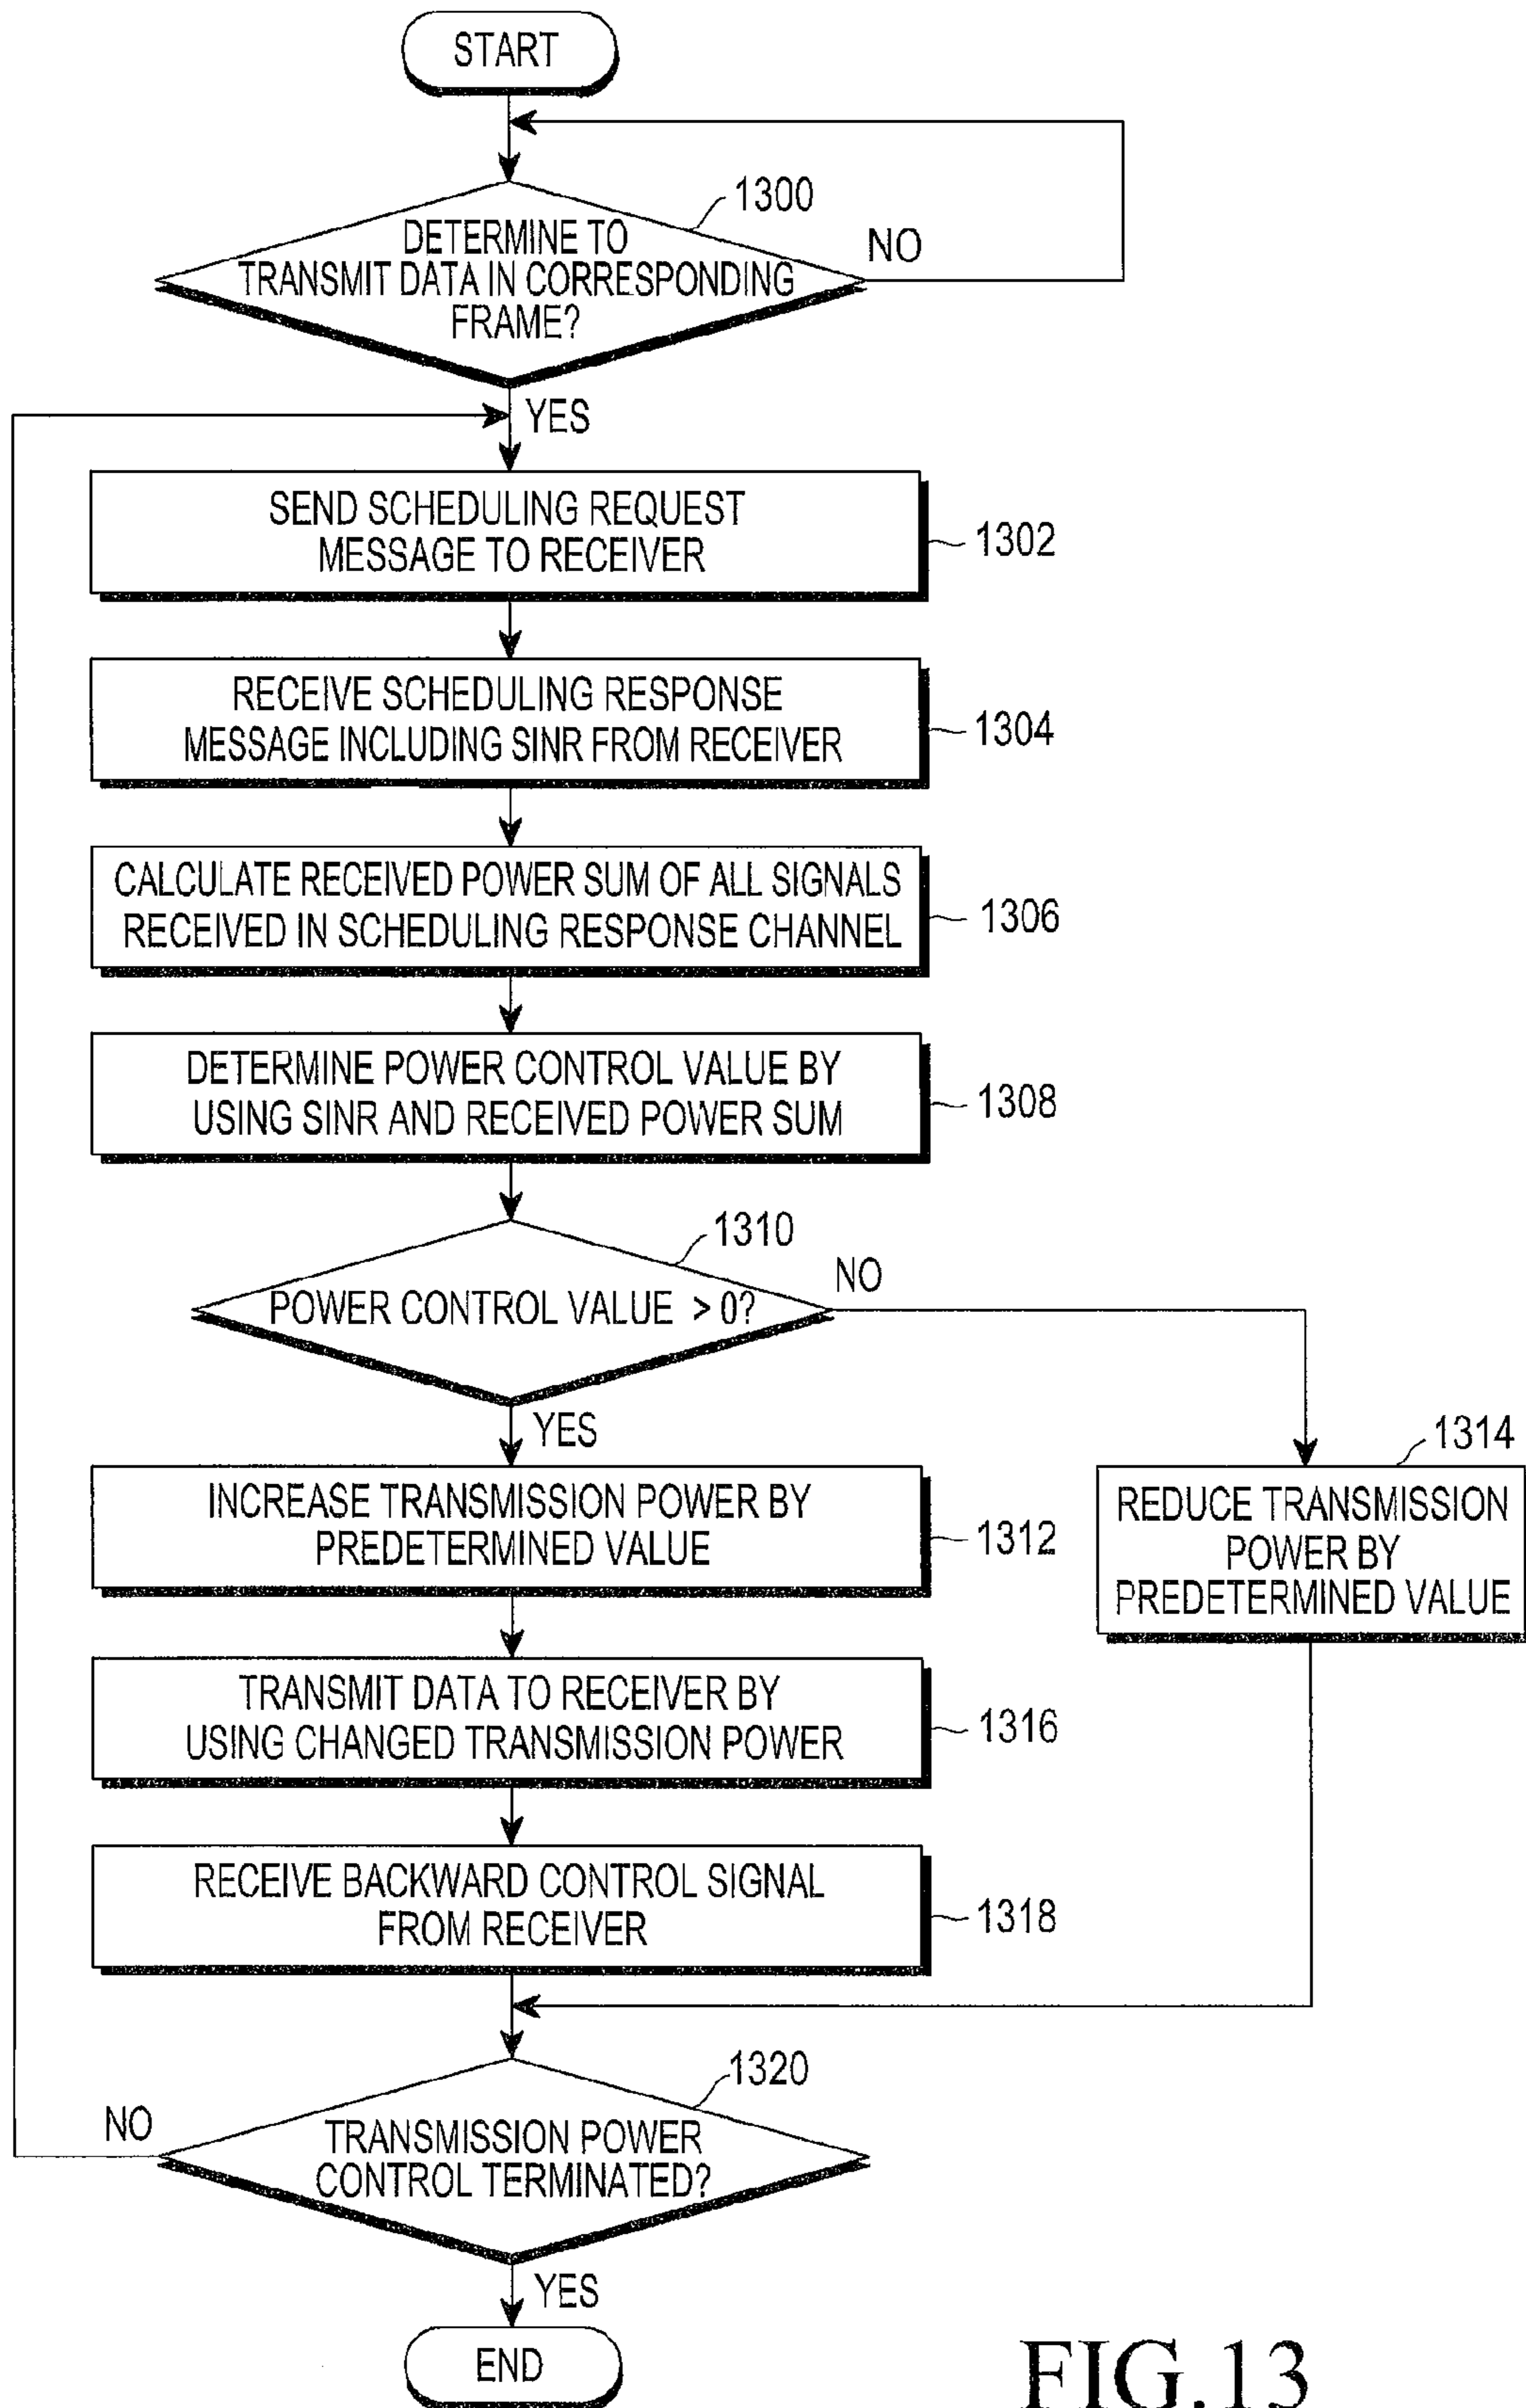 START
1300
DETERMINE TO
TRANSMIT DATA IN CORRESPONDING
FRAME?
NO
YES
SEND SCHEDULING REQUEST
MESSAGE TO RECEIVER
1302
RECEIVE SCHEDULING RESPONSE
MESSAGE INCLUDING SINR FROM RECEIVER
1304
CALCULATE RECEIVED POWER SUM OF ALL SIGNALS
RECEIVED IN SCHEDULING RESPONSE CHANNEL
1306
DETERMINE POWER CONTROL VALUE BY
USING SINR AND RECEIVED POWER SUM
1308
1310
POWER CONTROL VALUE > 0?
NO
YES
INCREASE TRANSMISSION POWER BY
PREDETERMINED VALUE
1312
1314
REDUCE TRANSMISSION
POWER BY
PREDETERMINED VALUE
TRANSMIT DATA TO RECEIVER BY
USING CHANGED TRANSMISSION POWER
1316
RECEIVE BACKWARD CONTROL SIGNAL
FROM RECEIVER
1318
1320
NO
TRANSMISSION POWER
CONTROL TERMINATED?
YES
END
FIG.13